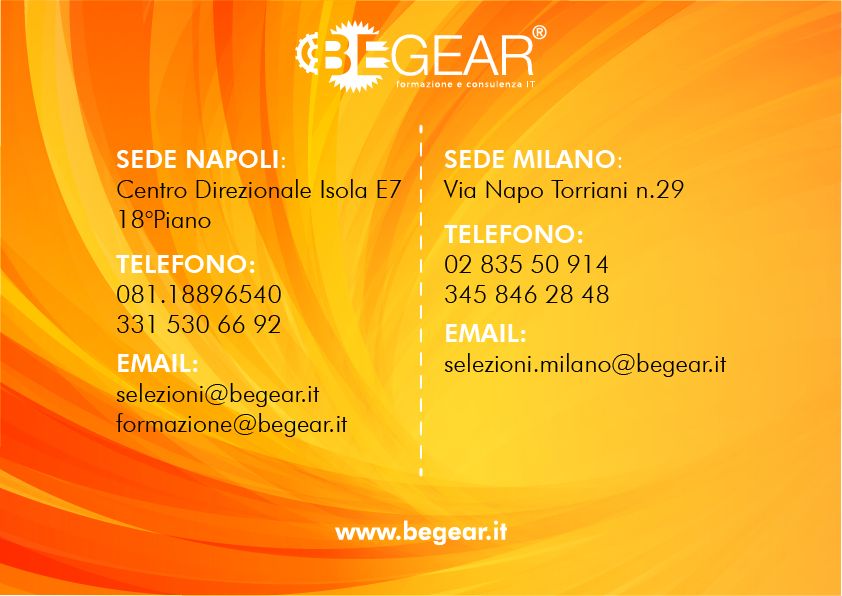 BEGEAR®
formazione e consulenza IT
SEDE NAPOLI:
Centro Direzionale Isola E7
18°Piano
TELEFONO:
081.18896540
331 530 66 92
EMAIL:
selezioni@begear.it
formazione@begear.it
SEDE MILANO:
Via Napo Torriani n.29
TELEFONO:
02 835 50 914
345 846 28 48
EMAIL:
selezioni.milano@begear.it
www.begear.it